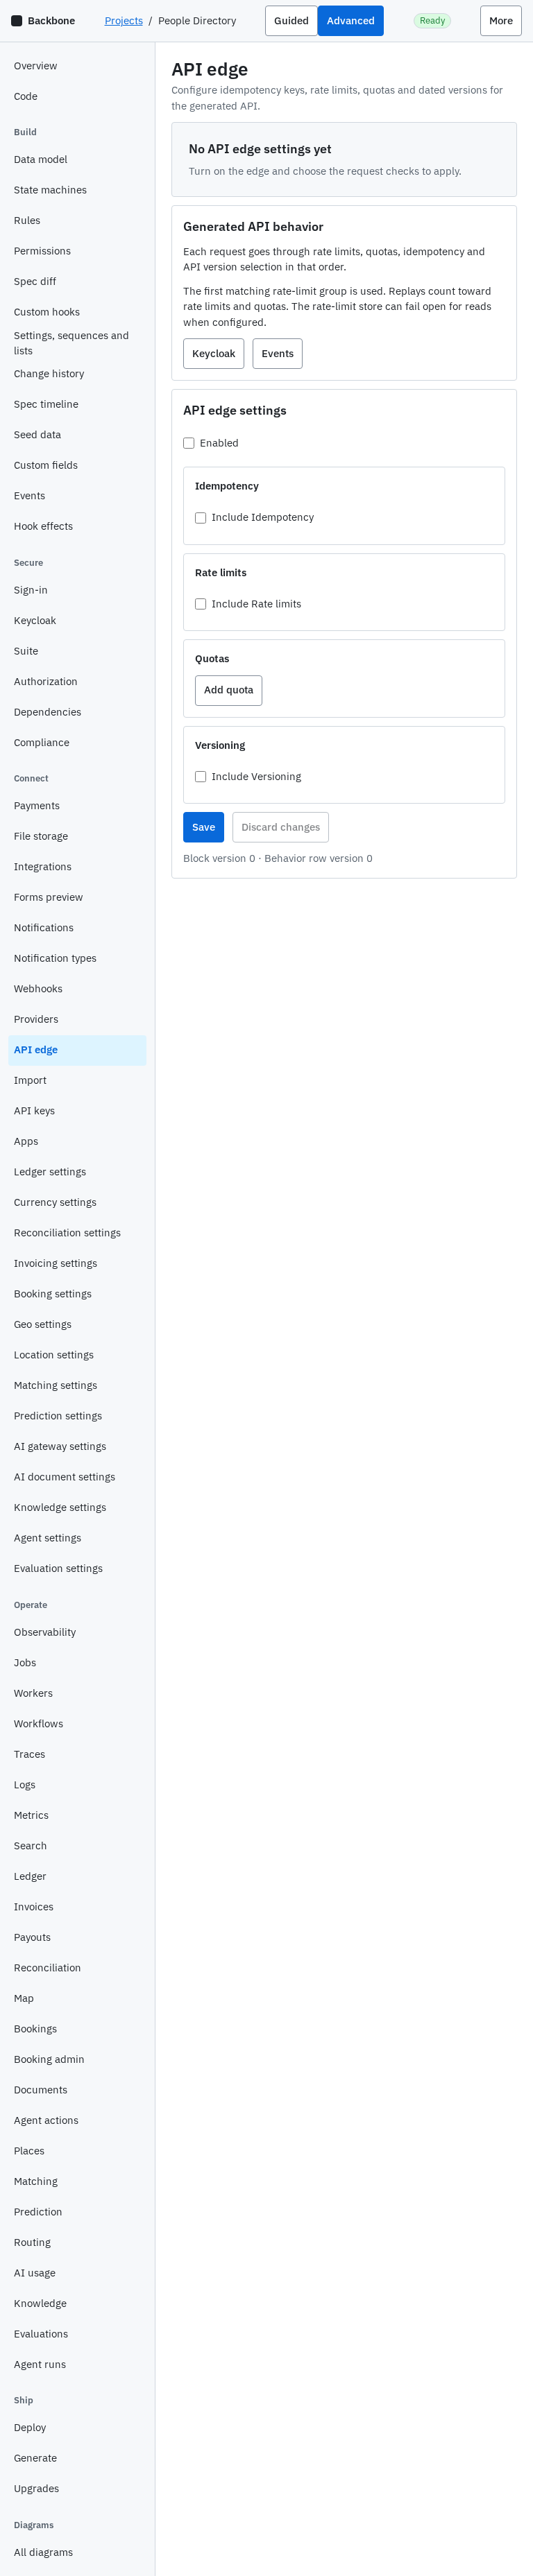 Backbone
Projects / People Directory
Guided
Advanced
Ready
More
Overview
Code
Build
Data model
State machines
Rules
Permissions
Spec diff
Custom hooks
Settings, sequences and
lists
Change history
Spec timeline
Seed data
Custom fields
Events
Hook effects
Secure
Sign-in
Keycloak
Suite
Authorization
Dependencies
Compliance
Connect
Payments
File storage
Integrations
Forms preview
Notifications
Notification types
Webhooks
Providers
API edge
Import
API keys
Apps
Ledger settings
Currency settings
Reconciliation settings
Invoicing settings
Booking settings
Geo settings
Location settings
Matching settings
Prediction settings
AI gateway settings
AI document settings
Knowledge settings
Agent settings
Evaluation settings
Operate
Observability
Jobs
Workers
Workflows
Traces
Logs
Metrics
Search
Ledger
Invoices
Payouts
Reconciliation
Map
Bookings
Booking admin
Documents
Agent actions
Places
Matching
Prediction
Routing
AI usage
Knowledge
Evaluations
Agent runs
Ship
Deploy
Generate
Upgrades
Diagrams
All diagrams
API edge
Configure idempotency keys, rate limits, quotas and dated versions for
the generated API.
No API edge settings yet
Turn on the edge and choose the request checks to apply.
Generated API behavior
Each request goes through rate limits, quotas, idempotency and
API version selection in that order.
The first matching rate-limit group is used. Replays count toward
rate limits and quotas. The rate-limit store can fail open for reads
when configured.
Keycloak
Events
API edge settings
Enabled
Idempotency
Include Idempotency
Rate limits
Include Rate limits
Quotas
Add quota
Versioning
Include Versioning
Save
Discard changes
Block version 0 · Behavior row version 0